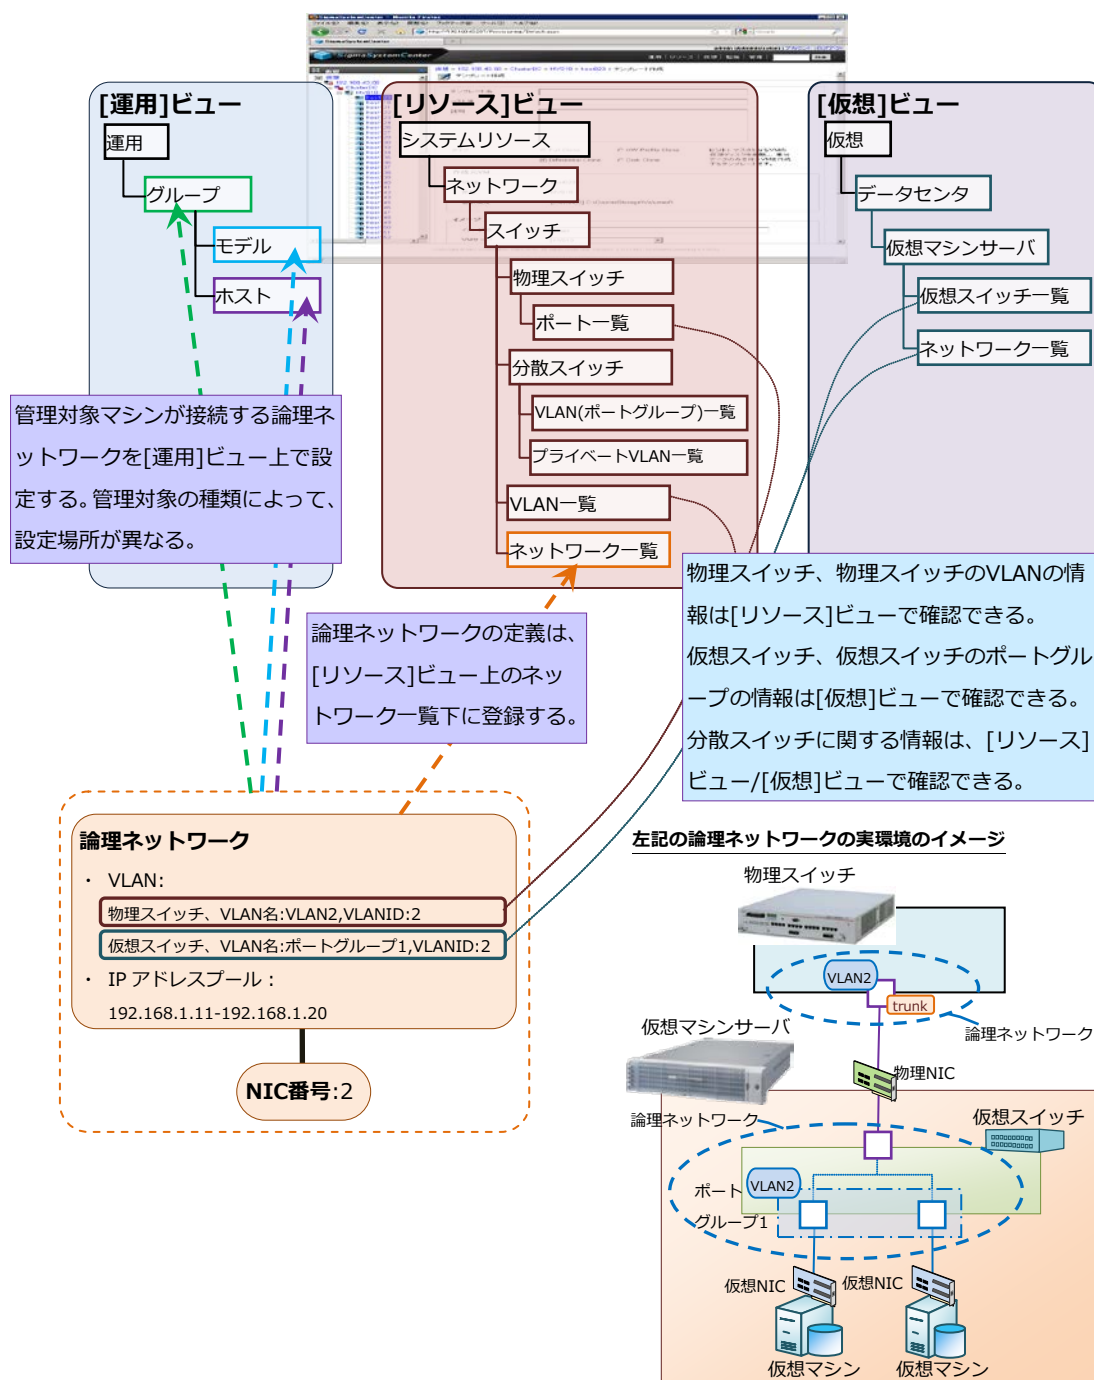 SigmaSystemCenter
[運用]ビュー
運用
グループ
モデル
ホスト
[リソース]ビュー
システムリソース
ネットワーク
スイッチ
物理スイッチ
ポート一覧
分散スイッチ
VLAN(ポートグループ)一覧
プライベートVLAN一覧
VLAN一覧
ネットワーク一覧
[仮想]ビュー
仮想
データセンタ
仮想マシンサーバ
仮想スイッチ一覧
ネットワーク一覧
管理対象マシンが接続する論理ネ
ットワークを[運用]ビュー上で設
定する。管理対象の種類によって、
設定場所が異なる。
論理ネットワークの定義は、
[リソース]ビュー上のネッ
トワーク一覧下に登録する。
物理スイッチ、物理スイッチのVLANの情
報は[リソース]ビューで確認できる。
仮想スイッチ、仮想スイッチのポートグル
ープの情報は[仮想]ビューで確認できる。
分散スイッチに関する情報は、[リソース]
ビュー/[仮想]ビューで確認できる。
論理ネットワーク
・ VLAN:
物理スイッチ、VLAN名:VLAN2,VLANID:2
仮想スイッチ、VLAN名:ポートグループ1,VLANID:2
・ IP アドレスプール：
192.168.1.11-192.168.1.20
NIC番号:2
左記の論理ネットワークの実環境のイメージ
物理スイッチ
VLAN2
trunk
論理ネットワーク
仮想マシンサーバ
物理NIC
論理ネットワーク
仮想スイッチ
VLAN2
ポート
グループ1
仮想NIC
仮想NIC
仮想マシン
仮想マシン